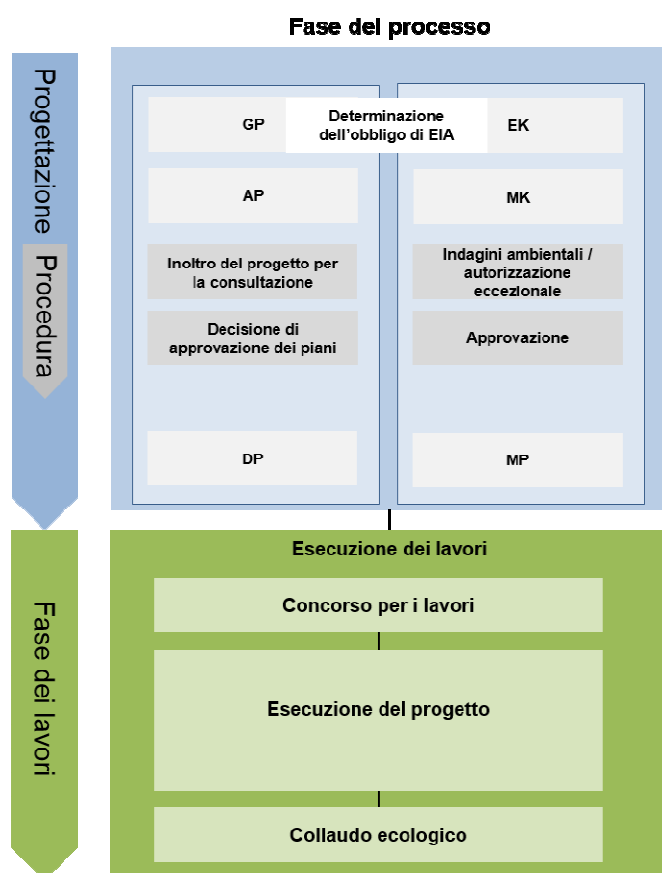 Fase del processo
Progettazione
Procedura
GP
Determinazione
dell'obbligo di EIA
EK
AP
MK
Inoltro del progetto per
la consultazione
Indagini ambientali /
autorizzazione
eccezionale
Decisione di
approvazione dei piani
Approvazione
DP
MP
Fase dei lavori
Esecuzione dei lavori
Concorso per i lavori
Esecuzione del progetto
Collaudo ecologico